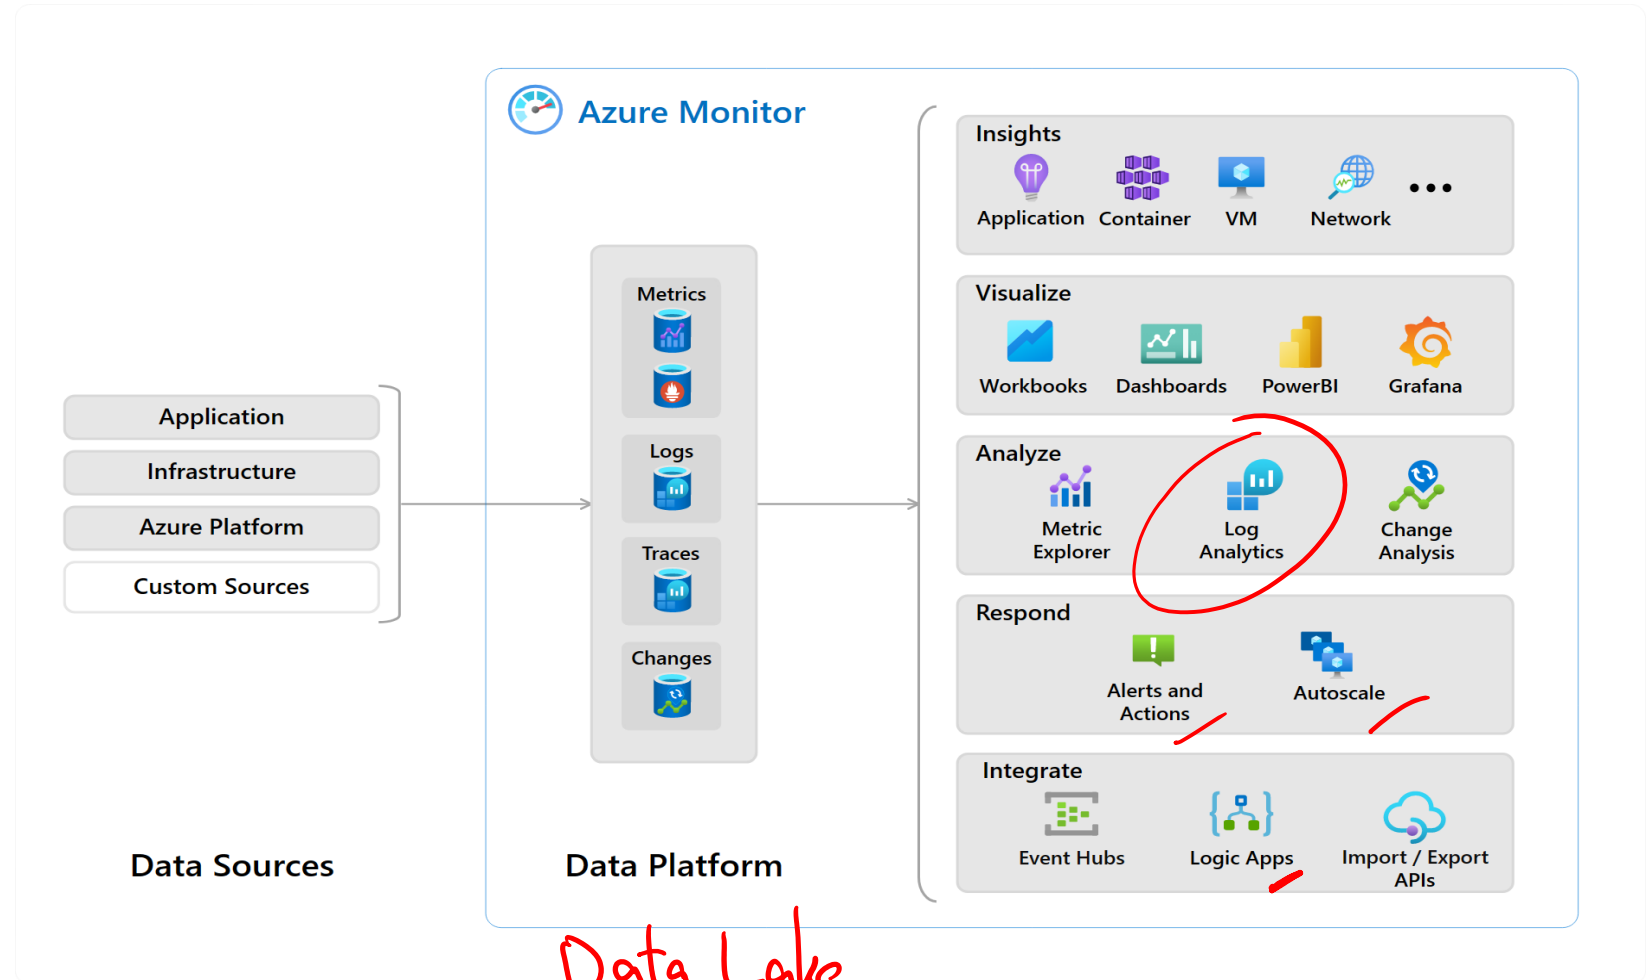 Azure Monitor
Insights
Application Container VM Network ...
Visualize
Workbooks Dashboards PowerBI Grafana
Analyze
Metric Explorer
Log Analytics
Change Analysis
Respond
Alerts and Actions
Autoscale
Integrate
Event Hubs
Logic Apps
Import / Export APIs
Metrics
Logs
Traces
Changes
Application
Infrastructure
Azure Platform
Custom Sources
Data Sources
Data Platform
Data Lake